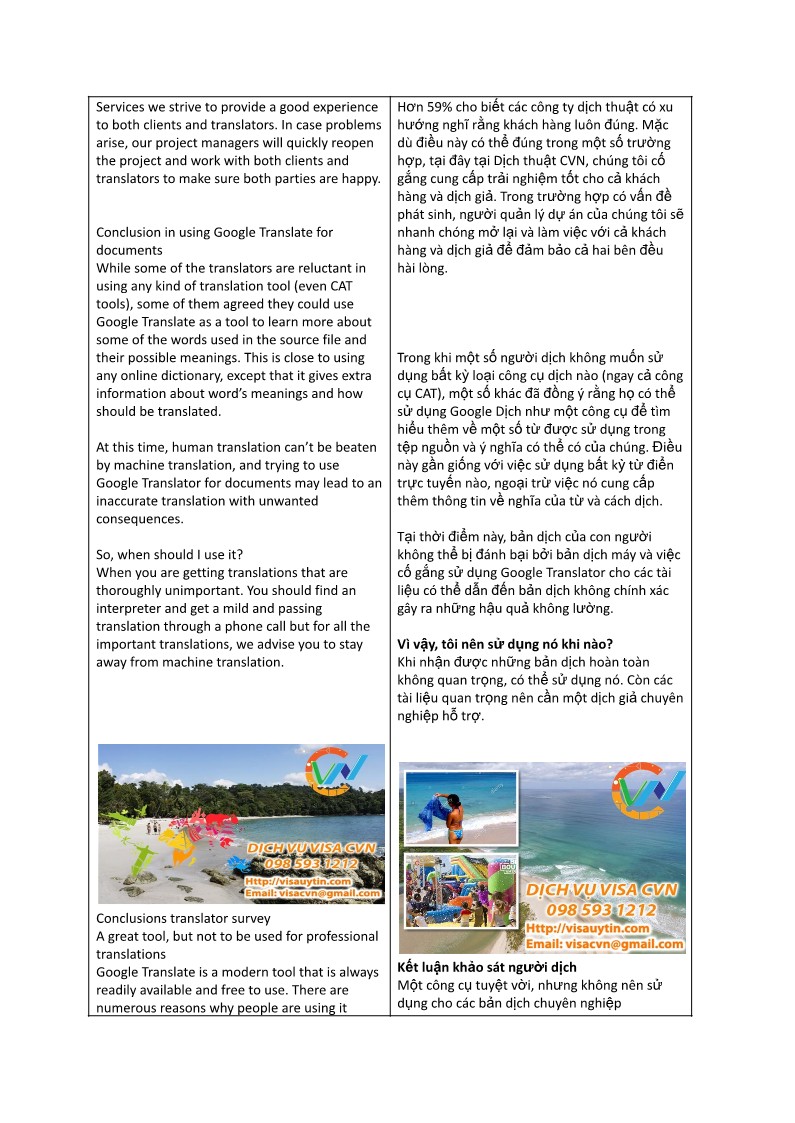 Services we strive to provide a good experience
to both clients and translators. In case problems
arise, our project managers will quickly reopen
the project and work with both clients and
translators to make sure both parties are happy.
Conclusion in using Google Translate for
documents
While some of the translators are reluctant in
using any kind of translation tool (even CAT
tools), some of them agreed they could use
Google Translate as a tool to learn more about
some of the words used in the source file and
their possible meanings. This is close to using
any online dictionary, except that it gives extra
information about word’s meanings and how
should be translated.
At this time, human translation can’t be beaten
by machine translation, and trying to use
Google Translator for documents may lead to an
inaccurate translation with unwanted
consequences.
So, when should I use it?
When you are getting translations that are
thoroughly unimportant. You should find an
interpreter and get a mild and passing
translation through a phone call but for all the
important translations, we advise you to stay
away from machine translation.
CVN
DỊCH VỤ VISA CVN
098 593 1212
Http://visauytin.com
Email: visacvn@gmail.com
Conclusions translator survey
A great tool, but not to be used for professional
translations
Google Translate is a modern tool that is always
readily available and free to use. There are
numerous reasons why people are using it
Hơn 59% cho biết các công ty dịch thuật có xu
hướng nghĩ rằng khách hàng luôn đúng. Mặc
dù điều này có thể đúng trong một số trường
hợp, tại đây tại Dịch thuật CVN, chúng tôi cố
gắng cung cấp trải nghiệm tốt cho cả khách
hàng và dịch giả. Trong trường hợp có vấn đề
phát sinh, người quản lý dự án của chúng tôi sẽ
nhanh chóng mở lại và làm việc với cả khách
hàng và dịch giả để đảm bảo cả hai bên đều
hài lòng.
Trong khi một số người dịch không muốn sử
dụng bất kỳ loại công cụ dịch nào (ngay cả công
cụ CAT), một số khác đã đồng ý rằng họ có thể
sử dụng Google Dịch như một công cụ để tìm
hiểu thêm về một số từ được sử dụng trong
tệp nguồn và ý nghĩa có thể có của chúng. Điều
này gần giống với việc sử dụng bất kỳ từ điển
trực tuyến nào, ngoại trừ việc nó cung cấp
thêm thông tin về nghĩa của từ và cách dịch.
Tại thời điểm này, bản dịch của con người
không thể bị đánh bại bởi bản dịch máy và việc
cố gắng sử dụng Google Translator cho các tài
liệu có thể dẫn đến bản dịch không chính xác
gây ra những hậu quả không lường.
Vì vậy, tôi nên sử dụng nó khi nào?
Khi nhận được những bản dịch hoàn toàn
không quan trọng, có thể sử dụng nó. Còn các
tài liệu quan trọng nên cần một dịch giả chuyên
nghiệp hỗ trợ.
CVN
DỊCH VỤ VISA CVN
098 593 1212
Http://visauytin.com
Email: visacvn@gmail.com
Kết luận khảo sát người dịch
Một công cụ tuyệt vời, nhưng không nên sử
dụng cho các bản dịch chuyên nghiệp